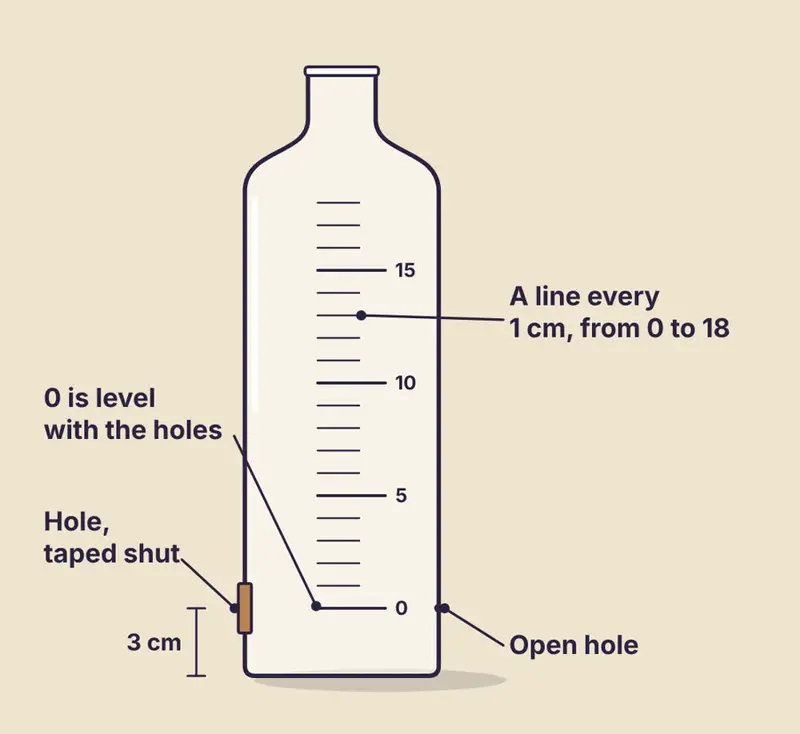 15
A line every
1 cm, from 0 to 18
10
0 is level
with the holes
5
Hole,
taped shut
0
3 cm
Open hole